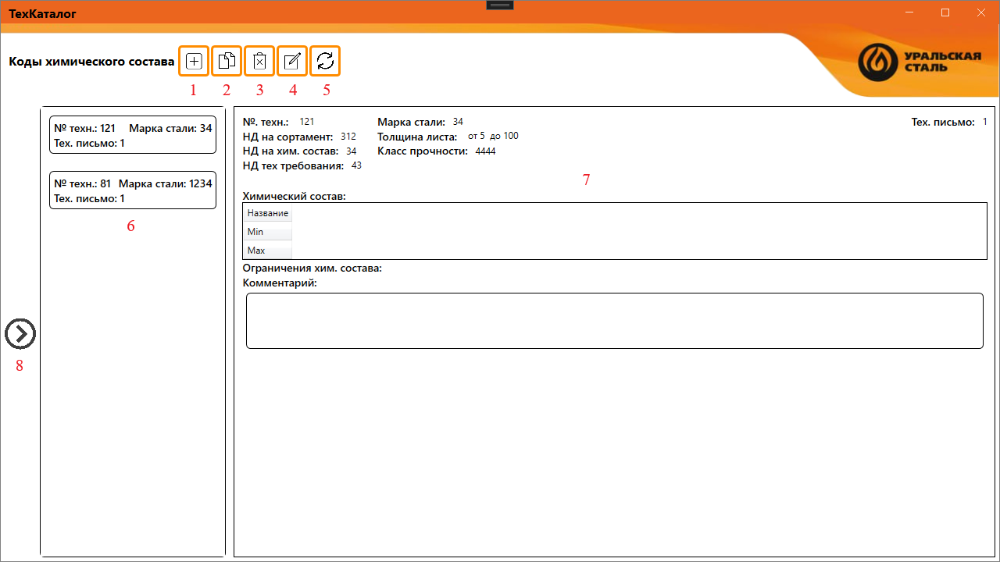 ТехКаталог
УРАЛЬСКАЯ
СТАЛЬ
Коды химического состава
1 2 3 4 5
№ техн.: 121 Марка стали: 34
Тех. письмо: 1
№ техн.: 81 Марка стали: 1234
Тех. письмо: 1
6
8
№. техн.: 121 Марка стали: 34 Тех. письмо: 1
НД на сортамент: 312 Толщина листа: от 5 до 100
НД на хим. состав: 34 Класс прочности: 4444
НД тех требования: 43
7
Химический состав:
Название
Min
Max
Ограничения хим. состава:
Комментарий: